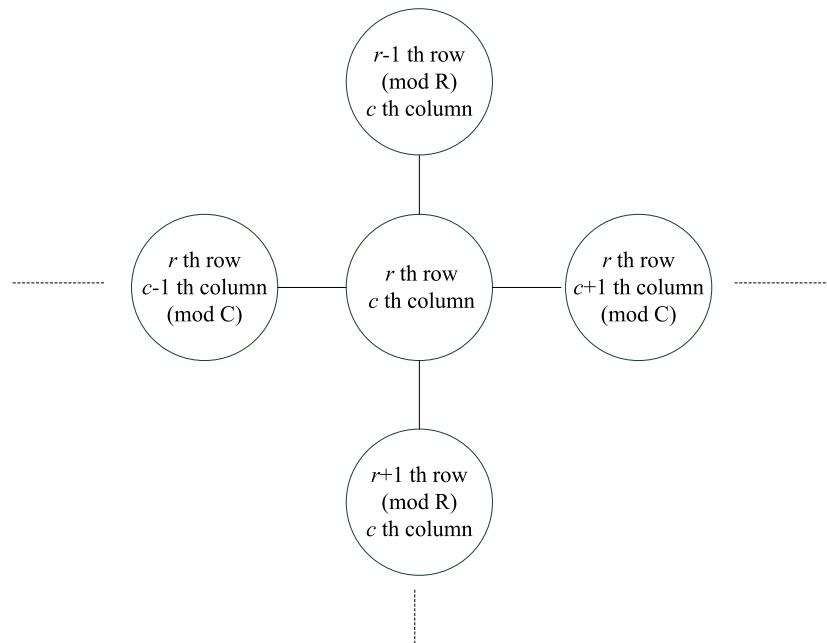 r-1 th row
(mod R)
c th column
r th row
c-1 th column
(mod C)
r th row
c th column
r th row
c+1 th column
(mod C)
r+1 th row
(mod R)
c th column